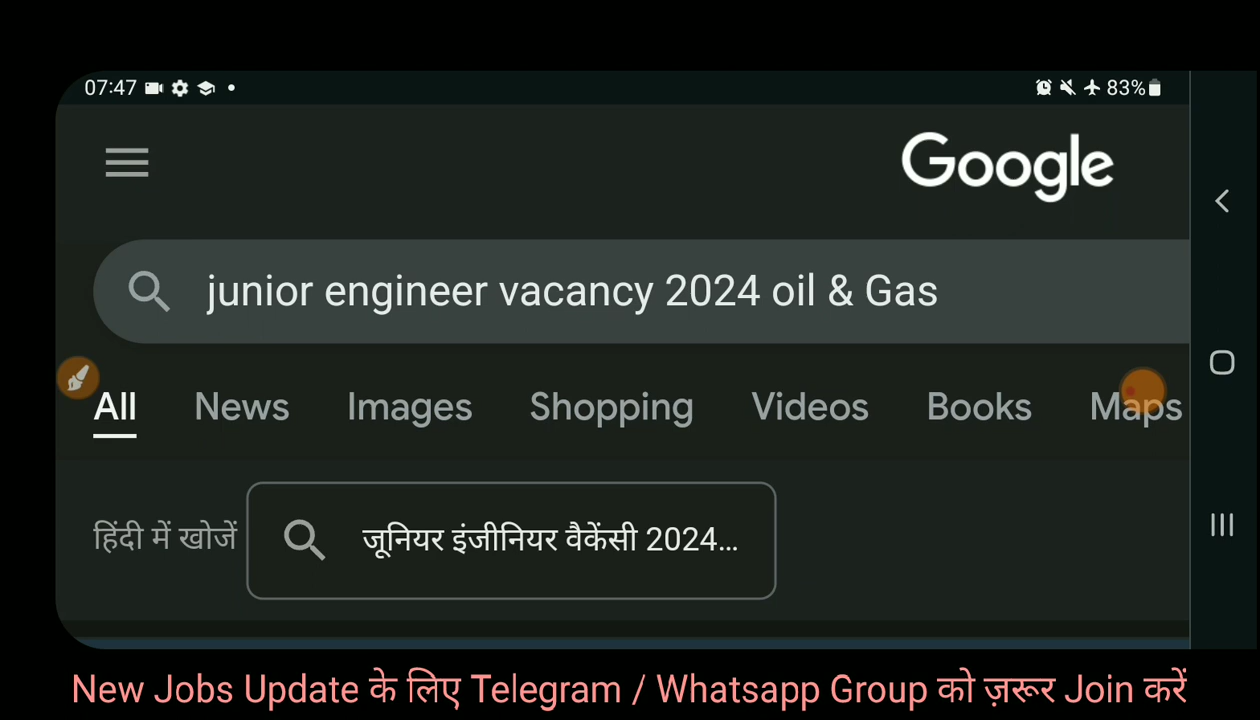 07:47 83%
Google
junior engineer vacancy 2024 oil & Gas
All News Images Shopping Videos Books Maps
हिंदी में खोजें जूनियर इंजीनियर वैकेंसी 2024...
New Jobs Update के लिए Telegram / Whatsapp Group को ज़रूर Join करें